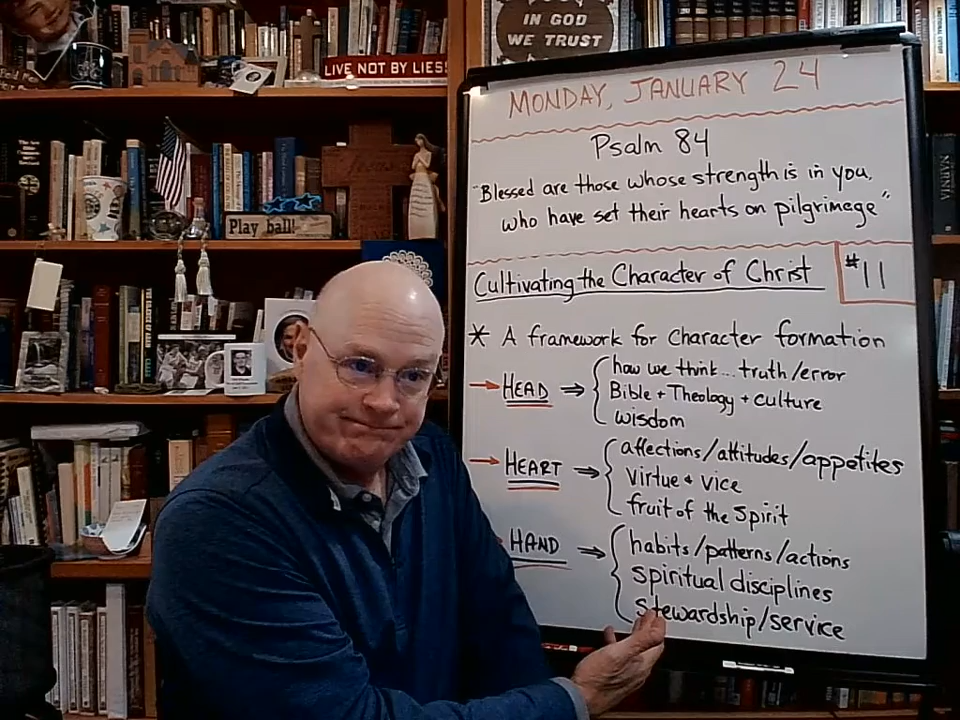 IN GOD
WE TRUST
LIVE NOT BY LIES!
Play ball!
NARNIA
MONDAY, JANUARY 24
Psalm 84
"Blessed are those whose strength is in you,
who have set their hearts on pilgrimege"
Cultivating the Character of Christ
#11
* A framework for Character formation
→ HEAD ⇒ { how we think... truth/error
Bible + Theology + culture
wisdom
→ HEART ⇒ { affections/attitudes/appetites
virtue + vice
fruit of the Spirit
HAND ⇒ { habits/patterns/actions
spiritual disciplines
stewardship/service